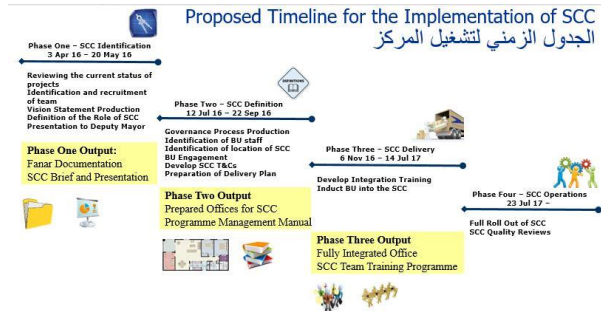 Proposed Timeline for the Implementation of SCC
الجدول الزمني لتشغيل المركز
Phase One – SCC Identification
3 Apr 16 – 20 May 16
Reviewing the current status of
projects
Identification and recruitment
of team
Vision Statement Production
Definition of the Role of SCC
Presentation to Deputy Mayor
Phase One Output:
Fanar Documentation
SCC Brief and Presentation
DEFINITIONS
Phase Two – SCC Definition
12 Jul 16 – 22 Sep 16
Governance Process Production
Identification of BU staff
Identification of location of SCC
BU Engagement
Develop SCC T&Cs
Preparation of Delivery Plan
Phase Two Output
Prepared Offices for SCC
Programme Management Manual
Phase Three – SCC Delivery
6 Nov 16 – 14 Jul 17
Develop Integration Training
Induct BU into the SCC
Phase Three Output
Fully Integrated Office
SCC Team Training Programme
Phase Four – SCC Operations
23 Jul 17 –
Full Roll Out of SCC
SCC Quality Reviews